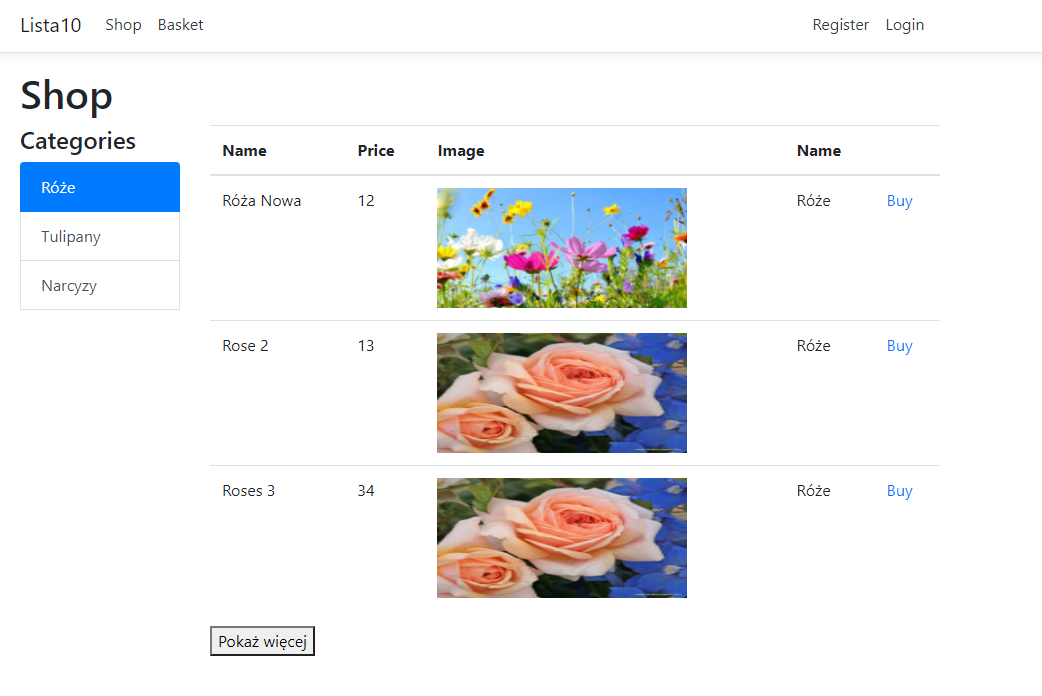 Lista10 Shop Basket Register Login
Shop
Categories
Róże
Tulipany
Narcyzy
Name Price Image Name
Róża Nowa 12 Róże Buy
Rose 2 13 Róże Buy
Roses 3 34 Róże Buy
Pokaż więcej